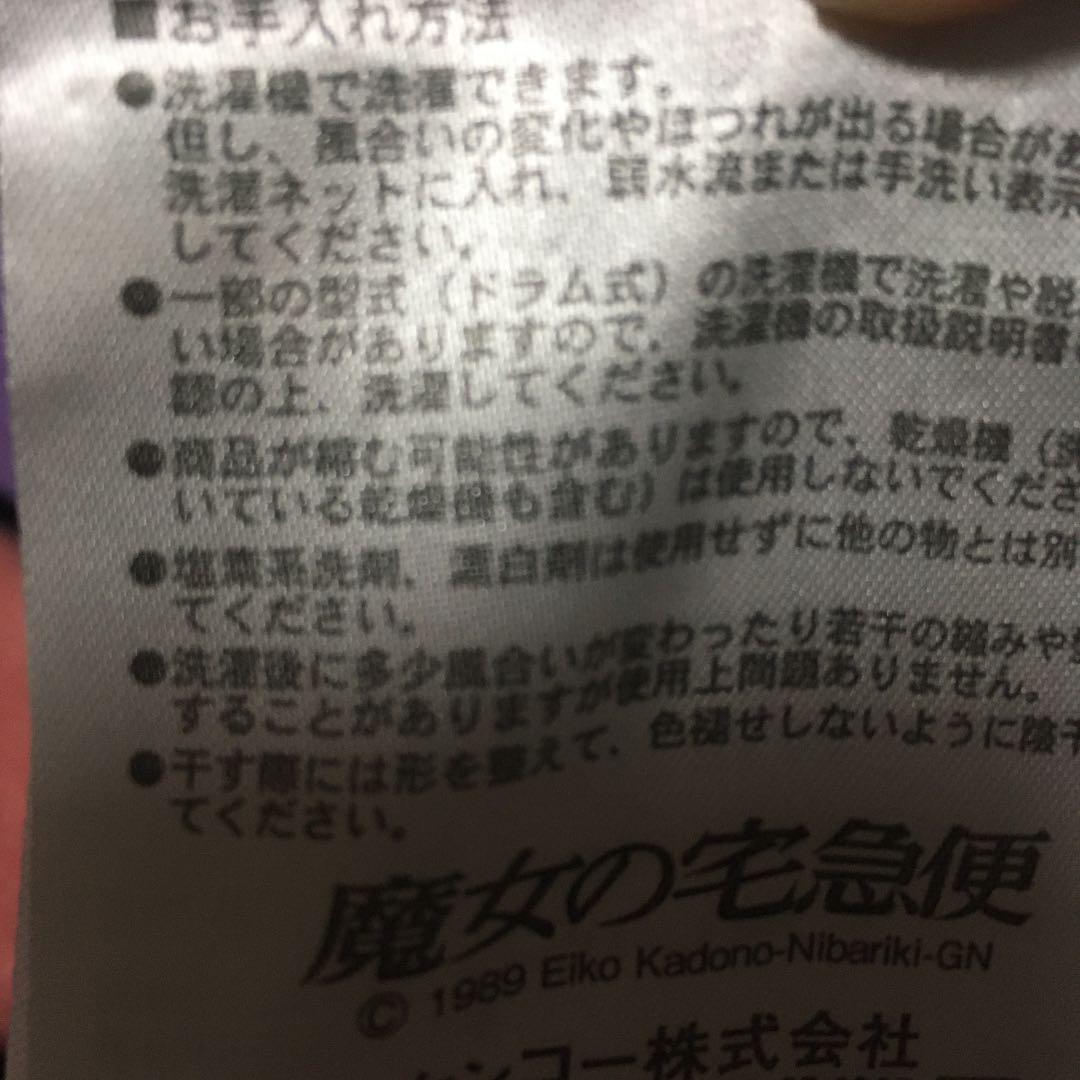 ■お手入れ方法
●洗濯機で洗濯できます。
但し、風合いの変化やほつれが出る場合があ
洗濯ネットに入れ、弱水流または手洗い表示
してください。
●一部の型式（ドラム式）の洗濯機で洗濯や脱
い場合がありますので、洗濯機の取扱説明書
認の上、洗濯してください。
●商品が縮む可能性がありますので、乾燥機（洗
いている乾燥機も含む）は使用しないでくださ
●塩素系洗剤、漂白剤は使用せずに他の物とは別
てください。
●洗濯後に多少風合いが変わったり若干の縮みや
することがありますが使用上問題ありません。
●干す際には形を整えて、色褪せしないように陰干
てください。
魔女の宅急便
© 1989 Eiko Kadono-Nibariki-GN
ンコー株式会社